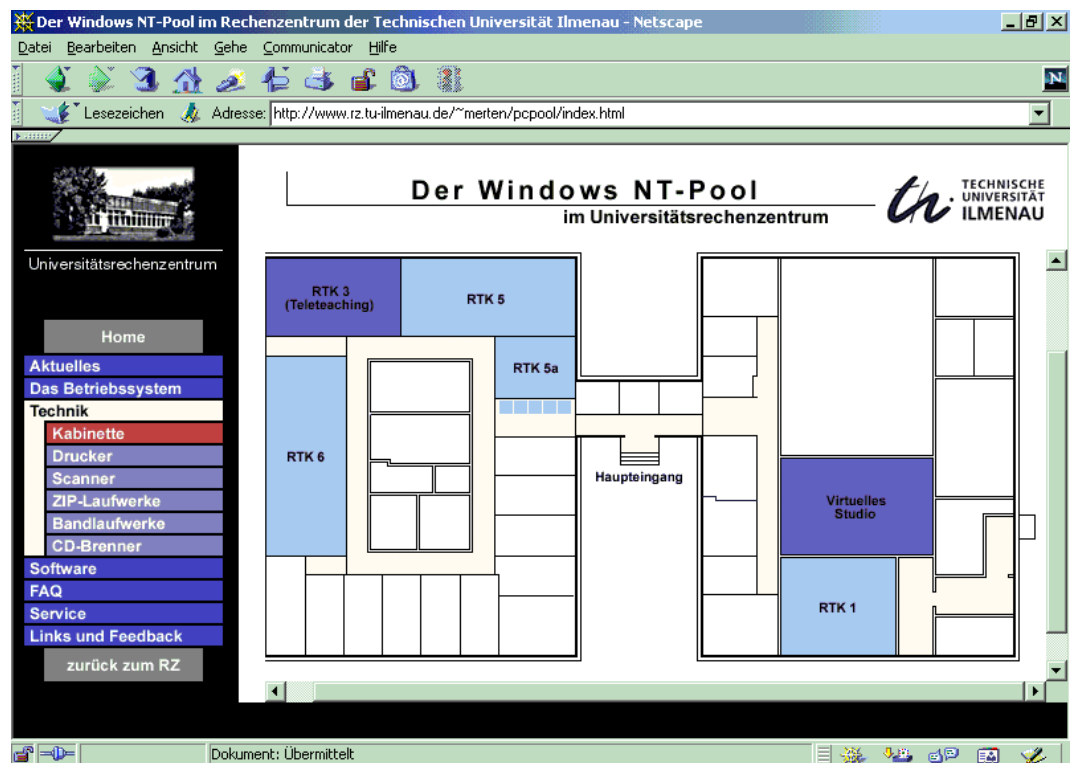 Der Windows NT-Pool im Rechenzentrum der Technischen Universität Ilmenau - Netscape
Datei Bearbeiten Ansicht Gehe Communicator Hilfe
N
Lesezeichen Adresse: http://www.rz.tu-ilmenau.de/~merten/pcpool/index.html
Universitätsrechenzentrum
Home
Aktuelles
Das Betriebssystem
Technik
Kabinette
Drucker
Scanner
ZIP-Laufwerke
Bandlaufwerke
CD-Brenner
Software
FAQ
Service
Links und Feedback
zurück zum RZ
Der Windows NT-Pool
im Universitätsrechenzentrum
th.
TECHNISCHE
UNIVERSITÄT
ILMENAU
RTK 3
(Teleteaching)
RTK 5
RTK 5a
RTK 6
Haupteingang
Virtuelles
Studio
RTK 1
Dokument: Übermittelt